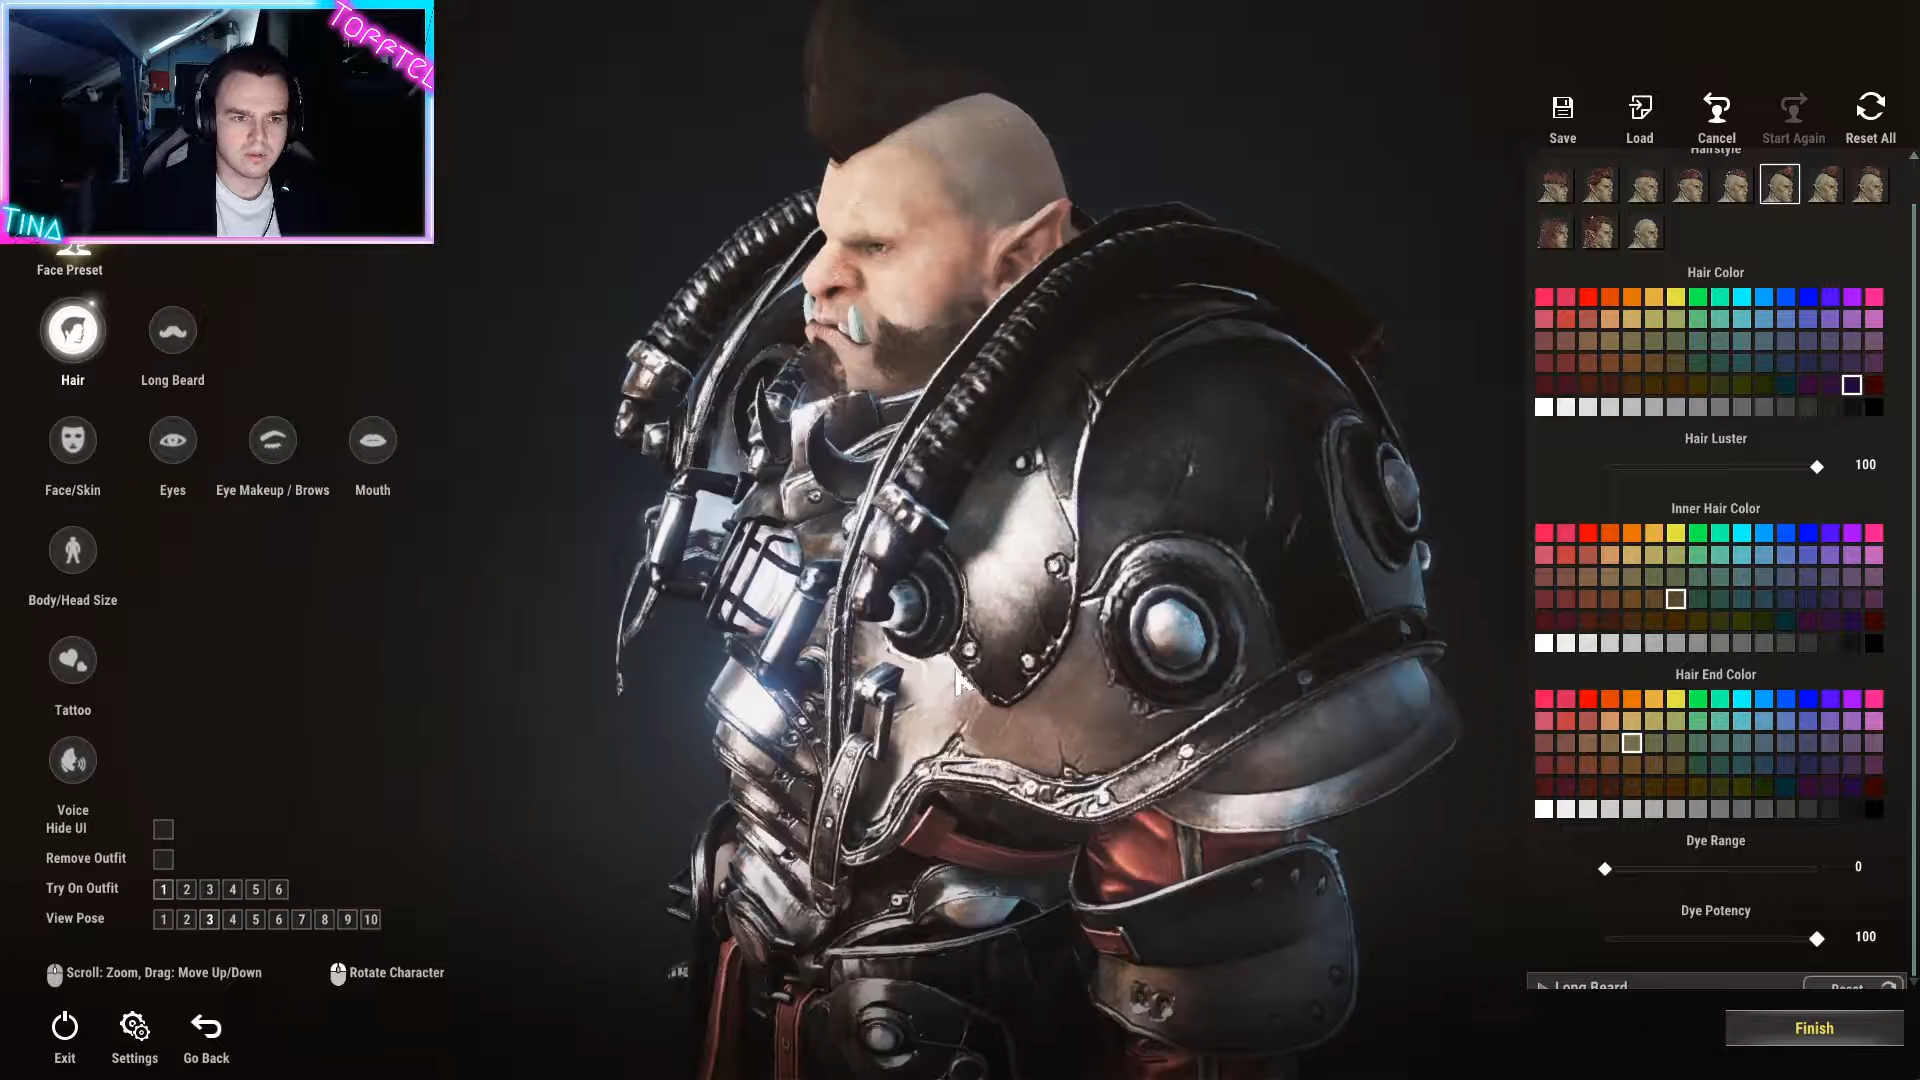 TOFFTEL
TINA
Save
Load
Cancel
Start Again
Reset All
Hairstyle
Face Preset
Hair Color
Hair
Long Beard
Hair Luster
100
Face/Skin
Eyes
Eye Makeup / Brows
Mouth
Inner Hair Color
Body/Head Size
Hair End Color
Tattoo
Voice
Hide UI
Remove Outfit
Try On Outfit
1 2 3 4 5 6
View Pose
1 2 3 4 5 6 7 8 9 10
Dye Range
0
Dye Potency
100
Scroll: Zoom, Drag: Move Up/Down
Rotate Character
Long Beard
Reset
Exit
Settings
Go Back
Finish